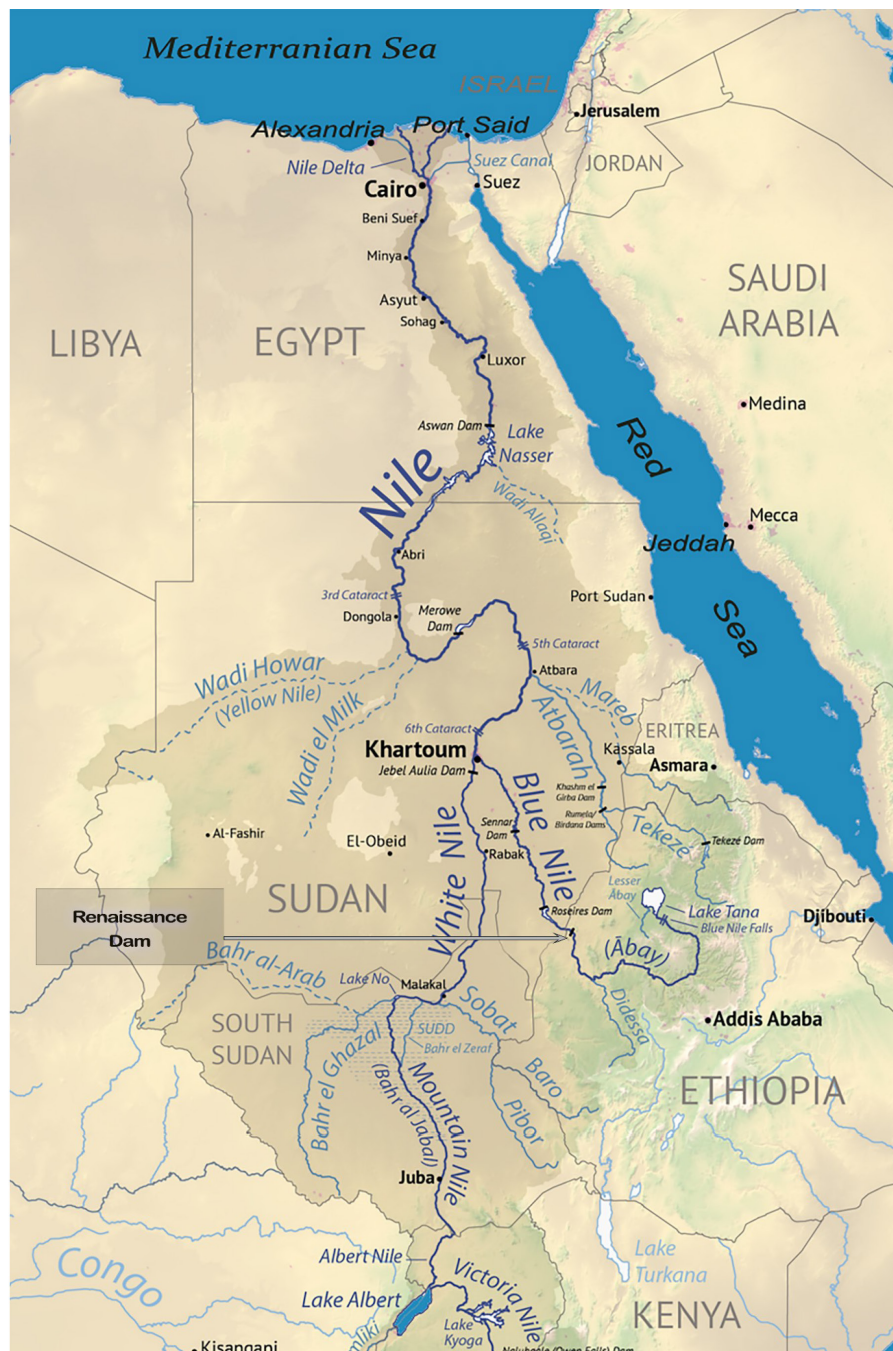 Mediterranian Sea
ISRAEL
Jerusalem
Alexandria
Port Said
Nile Delta
Suez Canal
JORDAN
Cairo
Suez
Beni Suef
Minya
SAUDI
ARABIA
Asyut
Sohag
LIBYA
EGYPT
Luxor
Medina
Aswan Dam
Lake
Nasser
Red
Sea
Nile
Wadi Allaqi
Mecca
Jeddah
Abri
3rd Cataract
Port Sudan
Dongola
Merowe
Dam
5th Cataract
Wadi Howar
(Yellow Nile)
Atbara
Wadi el Milk
Mareb
Atbarah
6th Cataract
ERITREA
Khartoum
Kassala
Asmara
Jebel Aulia Dam
Blue Nile
Khashm el
Girba Dam
Rumela/
Birdana Dams
Sennar
Dam
Tekezé
Tekezé Dam
Al-Fashir
El-Obeid
White Nile
Rabak
SUDAN
Lesser
Abay
Renaissance
Dam
Roseires Dam
Lake Tana
Blue Nile Falls
Djibouti
(Ābay)
Bahr al-Arab
Lake No
Malakal
Sobat
Didessa
SOUTH
SUDAN
SUDD
Bahr el Zeraf
Addis Ababa
Bahr el Ghazal
Mountain Nile
(Bahr al Jabal)
Baro
Pibor
ETHIOPIA
Juba
Albert Nile
Victoria Nile
Lake
Turkana
Congo
Lake Albert
Lake
Kyoga
KENYA
Kisangani